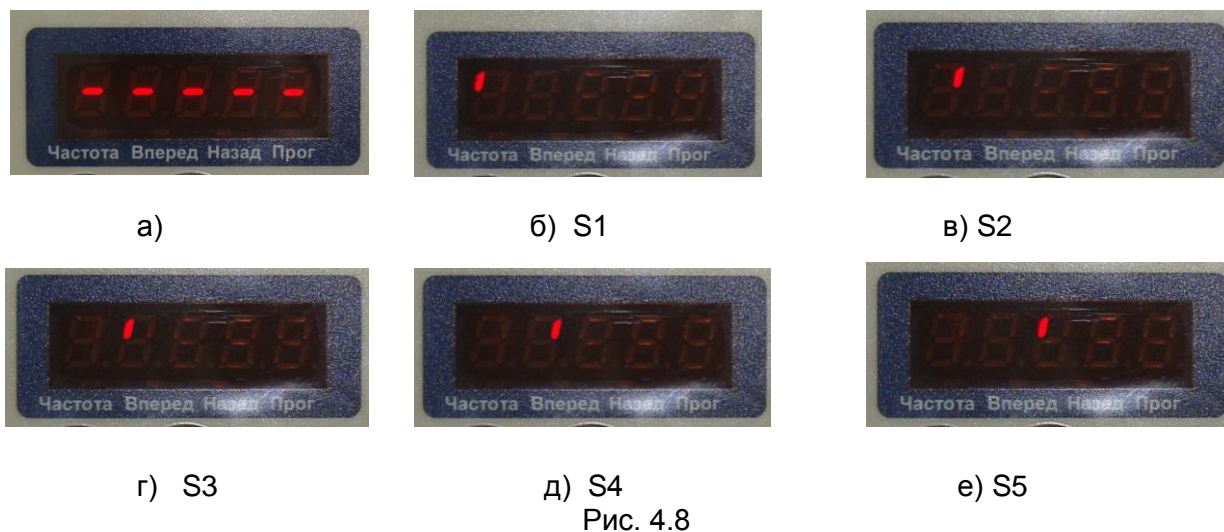 Частота Вперед Назад Прог
Частота Вперед Назад Прог
Частота Вперед Назад Прог
а)
б) S1
в) S2
Частота Вперед Назад Прог
Частота Вперед Назад Прог
Частота Вперед Назад Прог
г) S3
д) S4
е) S5
Рис. 4.8